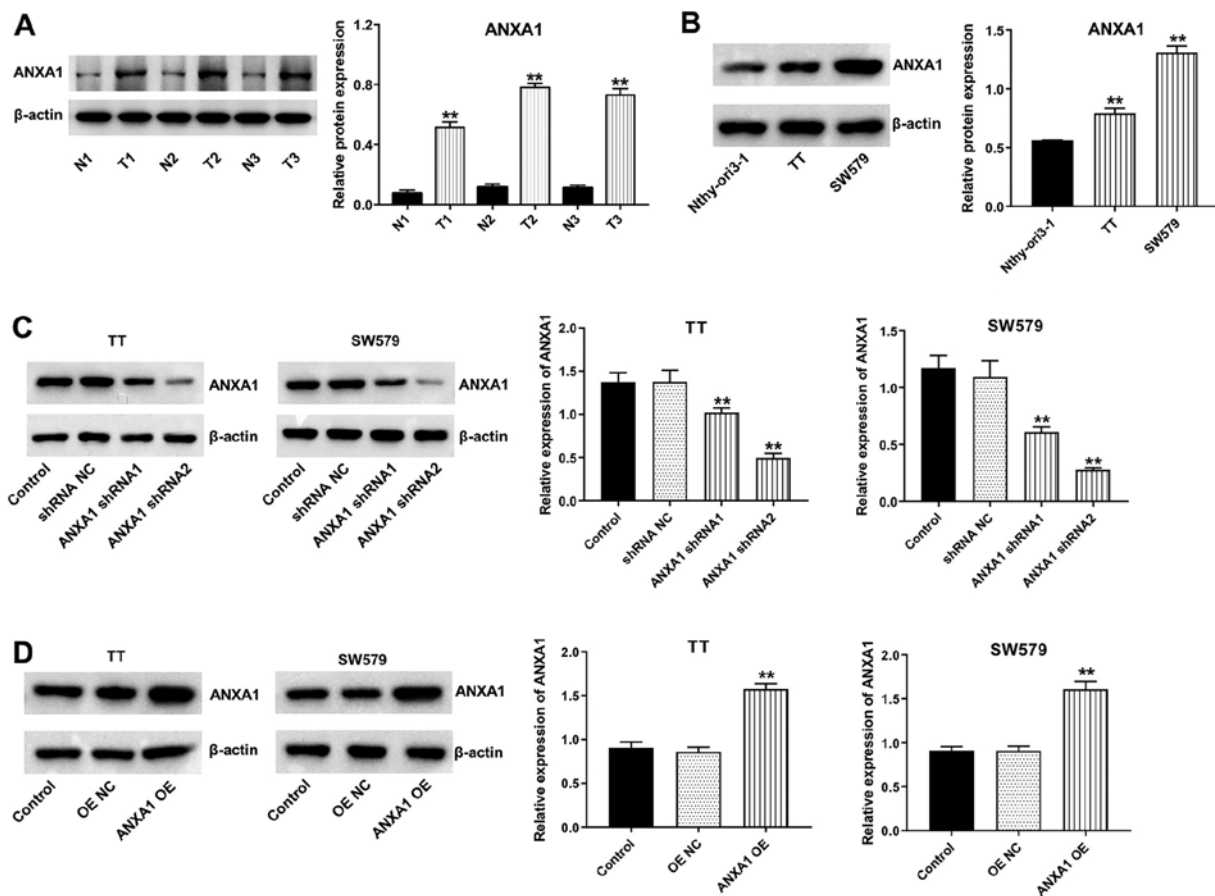 A
ANXA1
β-actin
N1 T1 N2 T2 N3 T3
ANXA1
Relative protein expression
1.2
0.8
0.4
0.0
** ** **
N1 T1 N2 T2 N3 T3
B
ANXA1
β-actin
Nthy-ori3-1 TT SW579
ANXA1
Relative protein expression
1.5
1.0
0.5
0.0
** **
Nthy-ori3-1 TT SW579
C
TT
ANXA1
β-actin
Control shRNA NC ANXA1 shRNA1 ANXA1 shRNA2
SW579
ANXA1
β-actin
Control shRNA NC ANXA1 shRNA1 ANXA1 shRNA2
TT
Relative expression of ANXA1
2.0
1.5
1.0
0.5
0.0
** **
Control shRNA NC ANXA1 shRNA1 ANXA1 shRNA2
SW579
Relative expression of ANXA1
1.5
1.0
0.5
0.0
** **
Control shRNA NC ANXA1 shRNA1 ANXA1 shRNA2
D
TT
ANXA1
β-actin
Control OE NC ANXA1 OE
SW579
ANXA1
β-actin
Control OE NC ANXA1 OE
TT
Relative expression of ANXA1
2.0
1.5
1.0
0.5
0.0
**
Control OE NC ANXA1 OE
SW579
Relative expression of ANXA1
2.0
1.5
1.0
0.5
0.0
**
Control OE NC ANXA1 OE